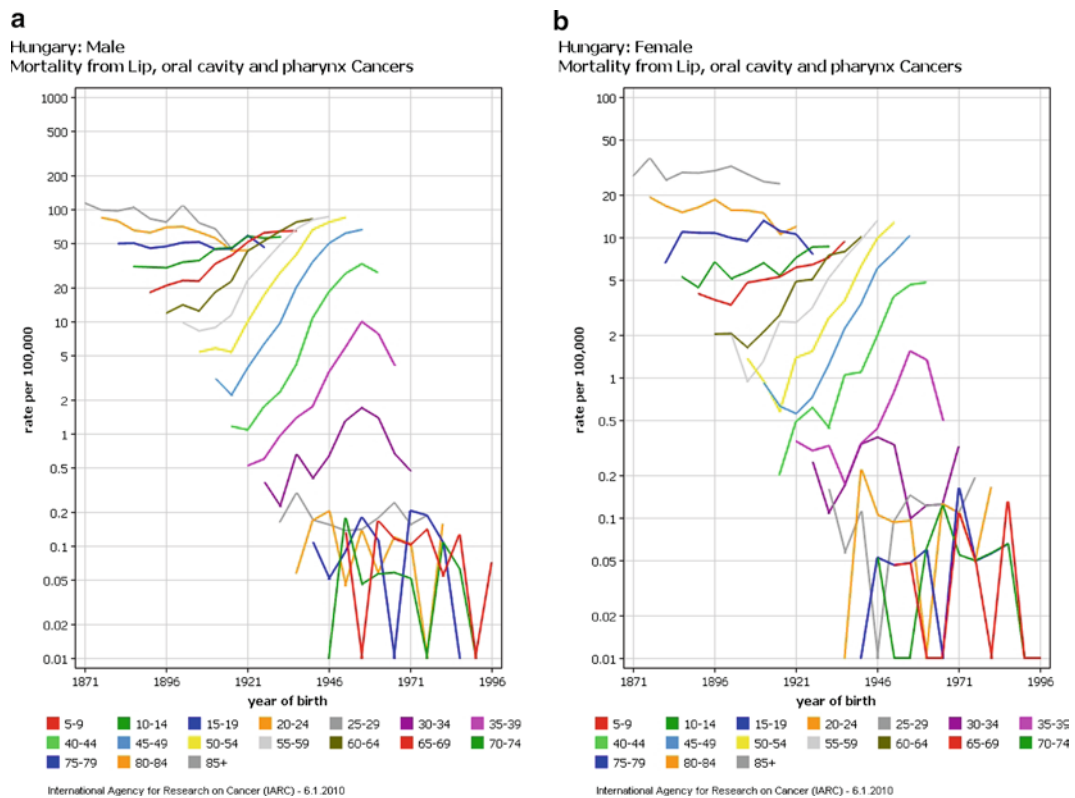 a
Hungary: Male
Mortality from Lip, oral cavity and pharynx Cancers
1000
500
200
100
50
20
10
5
2
1
0.5
0.2
0.1
0.05
0.02
0.01
rate per 100,000
1871 1896 1921 1946 1971 1996
year of birth
5-9 10-14 15-19 20-24 25-29 30-34 35-39
40-44 45-49 50-54 55-59 60-64 65-69 70-74
75-79 80-84 85+
International Agency for Research on Cancer (IARC) - 6.1.2010
b
Hungary: Female
Mortality from Lip, oral cavity and pharynx Cancers
100
50
20
10
5
2
1
0.5
0.2
0.1
0.05
0.02
0.01
rate per 100,000
1871 1896 1921 1946 1971 1996
year of birth
5-9 10-14 15-19 20-24 25-29 30-34 35-39
40-44 45-49 50-54 55-59 60-64 65-69 70-74
75-79 80-84 85+
International Agency for Research on Cancer (IARC) - 6.1.2010